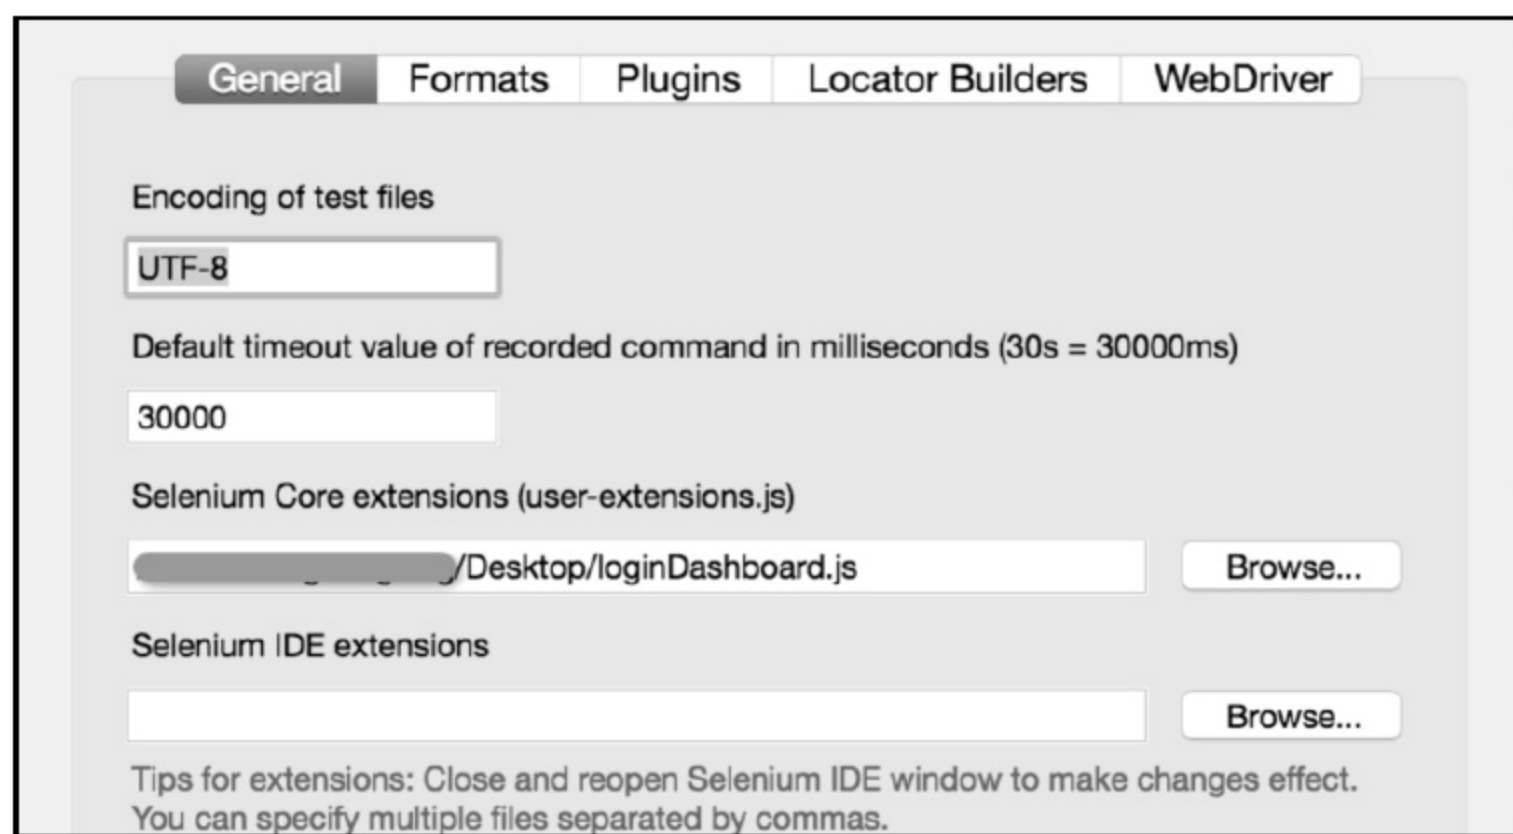 General Formats Plugins Locator Builders WebDriver
Encoding of test files
UTF-8
Default timeout value of recorded command in milliseconds (30s = 30000ms)
30000
Selenium Core extensions (user-extensions.js)
/Desktop/loginDashboard.js Browse...
Selenium IDE extensions
Browse...
Tips for extensions: Close and reopen Selenium IDE window to make changes effect.
You can specify multiple files separated by commas.